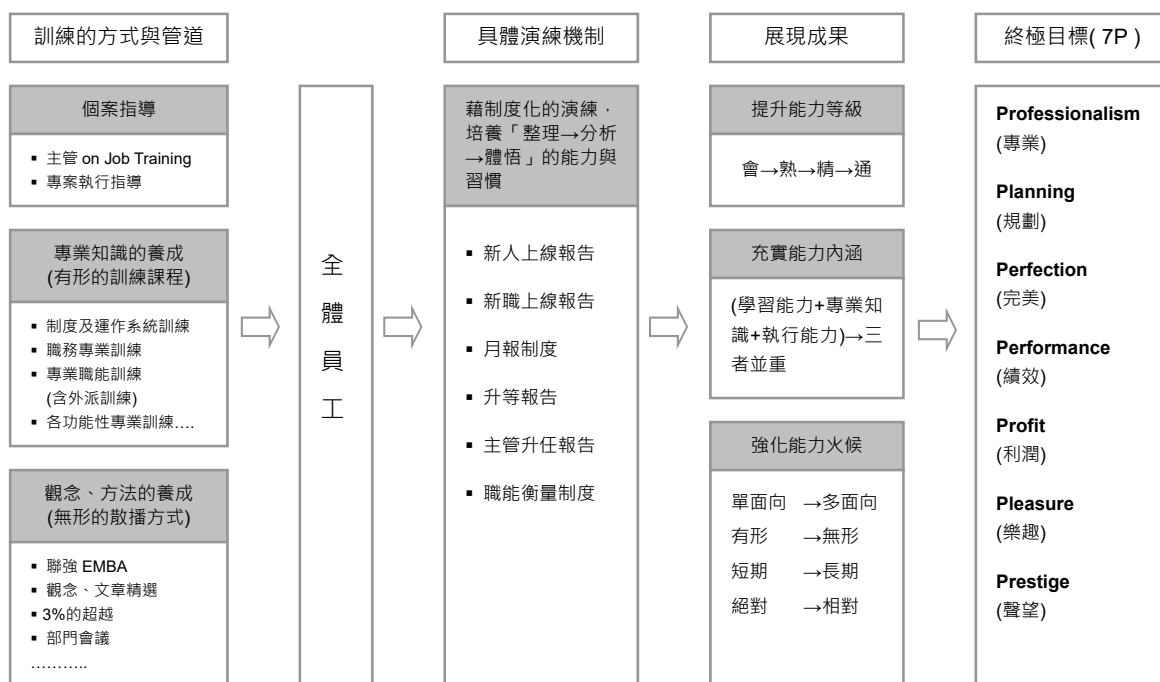 訓練的方式與管道
個案指導
▪ 主管 on Job Training
▪ 專案執行指導
專業知識的養成
(有形的訓練課程)
▪ 制度及運作系統訓練
▪ 職務專業訓練
▪ 專業職能訓練
(含外派訓練)
▪ 各功能性專業訓練....
觀念、方法的養成
(無形的散播方式)
▪ 聯強 EMBA
▪ 觀念、文章精選
▪ 3%的超越
▪ 部門會議
………..
全
體
員
工
具體演練機制
藉制度化的演練，
培養「整理→分析
→體悟」的能力與
習慣
▪ 新人上線報告
▪ 新職上線報告
▪ 月報制度
▪ 升等報告
▪ 主管升任報告
▪ 職能衡量制度
展現成果
提升能力等級
會→熟→精→通
充實能力內涵
(學習能力+專業知
識+執行能力)→三
者並重
強化能力火候
單面向 →多面向
有形 →無形
短期 →長期
絕對 →相對
終極目標( 7P )
Professionalism
(專業)
Planning
(規劃)
Perfection
(完美)
Performance
(績效)
Profit
(利潤)
Pleasure
(樂趣)
Prestige
(聲望)